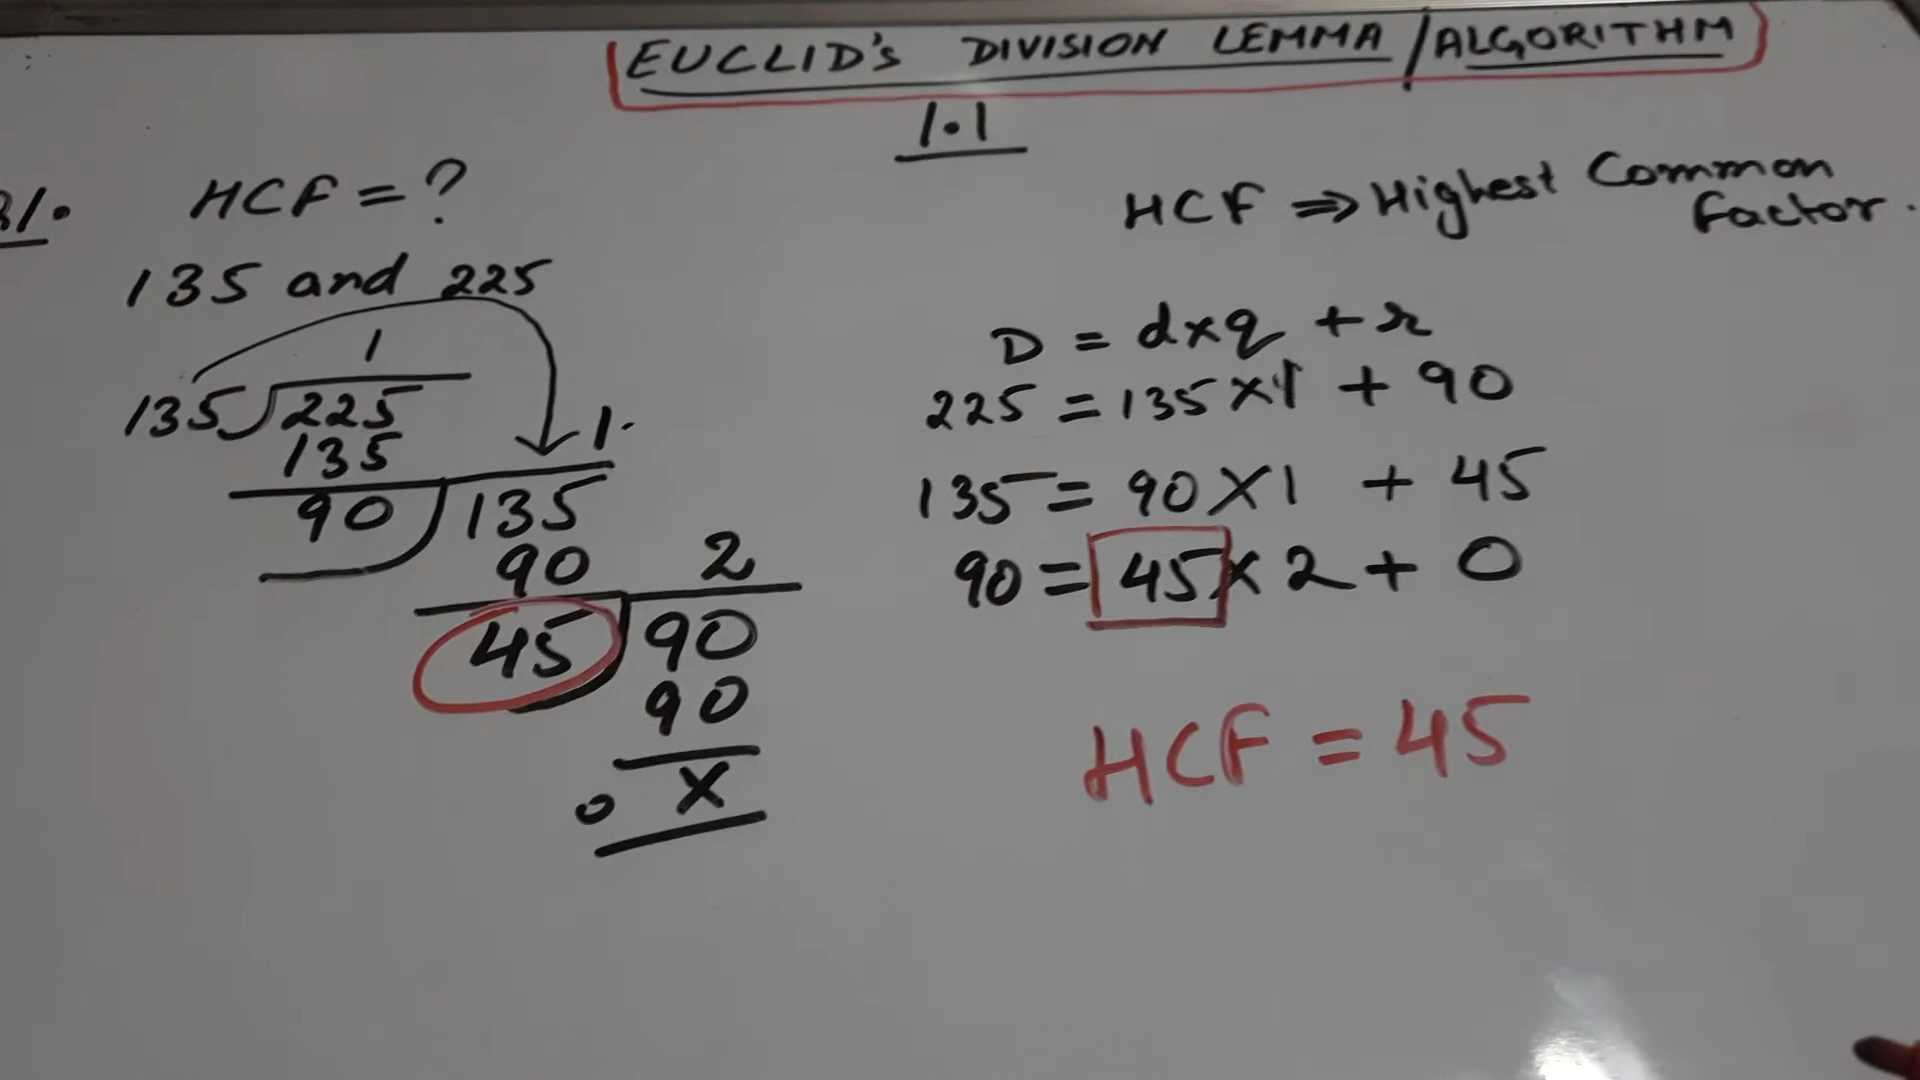 EUCLID's DIVISION LEMMA / ALGORITHM
1.1
HCF = ?
HCF ⇒ Highest Common
Factor.
135 and 225
1
135 225
135
1.
90 135
90
2
45 90
90
0 x
D = d×q + r
225 = 135×1 + 90
135 = 90×1 + 45
90 = 45×2 + 0
HCF = 45